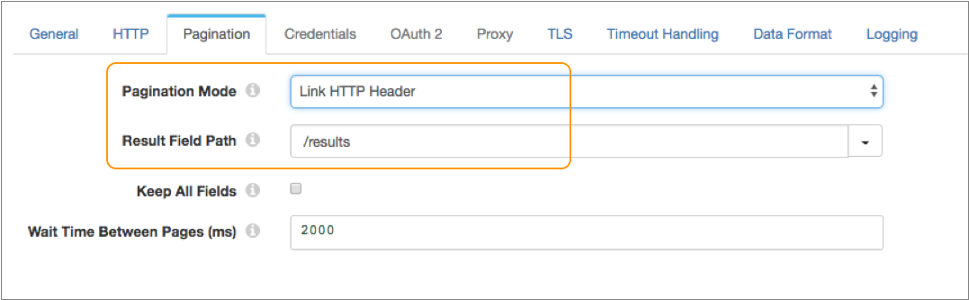 General HTTP Pagination Credentials OAuth 2 Proxy TLS Timeout Handling Data Format Logging
Pagination Mode Link HTTP Header
Result Field Path /results
Keep All Fields
Wait Time Between Pages (ms) 2000